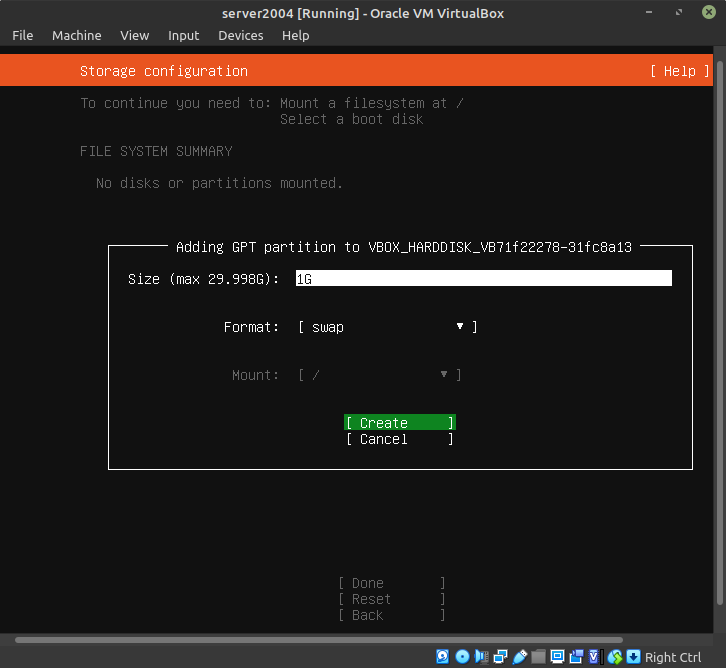 server2004 [Running] - Oracle VM VirtualBox
File Machine View Input Devices Help
Storage configuration [ Help ]
To continue you need to: Mount a filesystem at /
Select a boot disk
FILE SYSTEM SUMMARY
No disks or partitions mounted.
Adding GPT partition to VBOX_HARDDISK_VB71f22278-31fc8a13
Size (max 29.998G): 1G
Format: [ swap ▾ ]
Mount: [ / ▾ ]
[ Create ]
[ Cancel ]
[ Done ]
[ Reset ]
[ Back ]
Right Ctrl